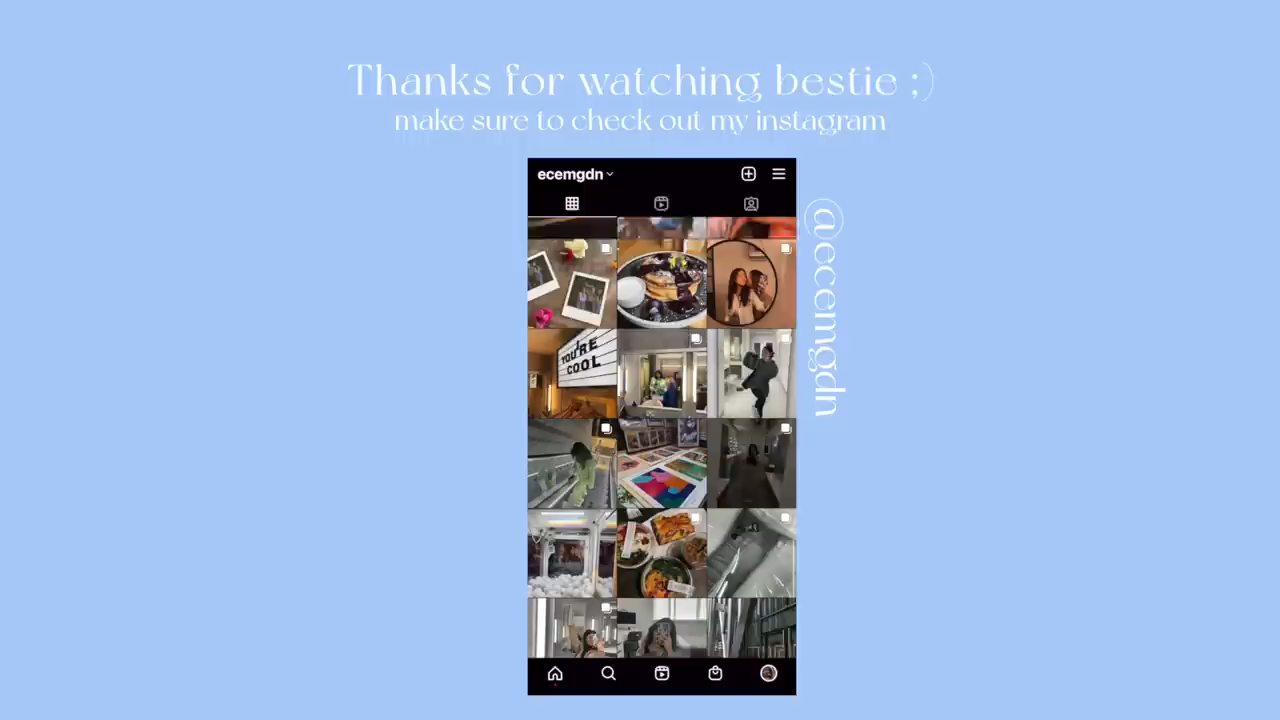 Thanks for watching bestie ;)
make sure to check out my instagram
ecemgdn
@ecemgdn
YOU'RE
COOL